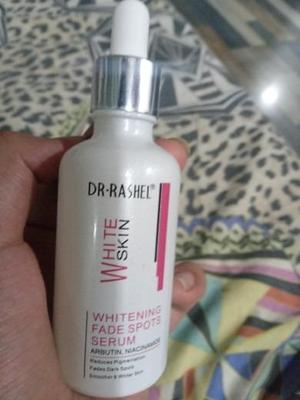 DR·RASHEL®
WHITE
SKIN
WHITENING
FADE SPOTS
SERUM
ARBUTIN, NIACINAMIDE
Reduces Pigmentation
Fades Dark Spots
Smoother & Whiter Skin